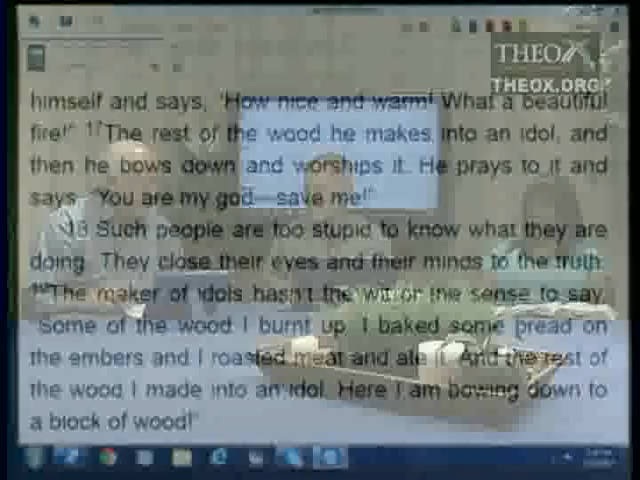 THEOX
THEOX.ORG
himself and says, "How nice and warm! What a beautiful
fire!" 17The rest of the wood he makes into an idol, and
then he bows down and worships it. He prays to it and
says, "You are my god—save me!"
18 Such people are too stupid to know what they are
doing. They close their eyes and their minds to the truth.
19The maker of idols hasn't the wit or the sense to say,
"Some of the wood I burnt up. I baked some bread on
the embers and I roasted meat and ate it. And the rest of
the wood I made into an idol. Here I am bowing down to
a block of wood!"